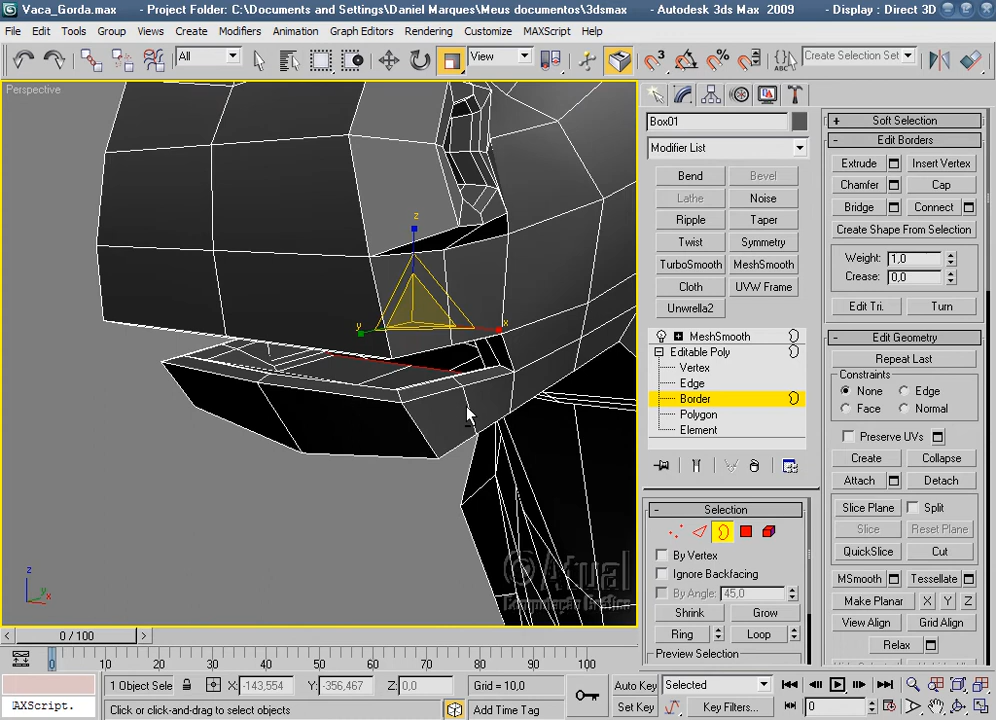 Vaca_Gorda.max - Project Folder: C:\Documents and Settings\Daniel Marques\Meus documentos\3dsmax - Autodesk 3ds Max 2009 - Display : Direct 3D
File Edit Tools Group Views Create Modifiers Animation Graph Editors Rendering Customize MAXScript Help
All View Create Selection Set
Perspective
z
y
x
z
y
x
© Atual
Computação Gráfica
Box01
Modifier List
Bend Bevel
Lathe Noise
Ripple Taper
Twist Symmetry
TurboSmooth MeshSmooth
Cloth UVW Frame
Unwrella2
MeshSmooth
Editable Poly
Vertex
Edge
Border
Polygon
Element
- Selection
By Vertex
Ignore Backfacing
By Angle: 45,0
Shrink Grow
Ring Loop
Preview Selection
+ Soft Selection
- Edit Borders
Extrude Insert Vertex
Chamfer Cap
Bridge Connect
Create Shape From Selection
Weight: 1,0
Crease: 0,0
Edit Tri. Turn
- Edit Geometry
Repeat Last
Constraints
None Edge
Face Normal
Preserve UVs
Create Collapse
Attach Detach
Slice Plane Split
Slice Reset Plane
QuickSlice Cut
MSmooth Tessellate
Make Planar X Y Z
View Align Grid Align
Relax
< 0 / 100 >
0 10 20 30 40 50 60 70 80 90 100
1 Object Sele X: -143,554 Y: -356,467 Z: 0,0 Grid = 10,0 Auto Key Selected
AXScript. Click or click-and-drag to select objects Add Time Tag Set Key Key Filters... 0